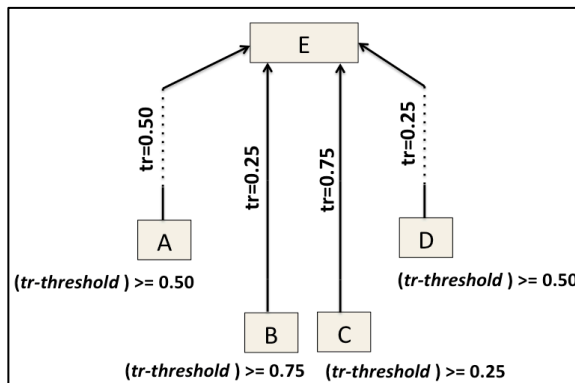 E
tr=0.50
tr=0.25
tr=0.75
tr=0.25
A
D
(tr-threshold ) >= 0.50
(tr-threshold ) >= 0.50
B
C
(tr-threshold ) >= 0.75
(tr-threshold ) >= 0.25